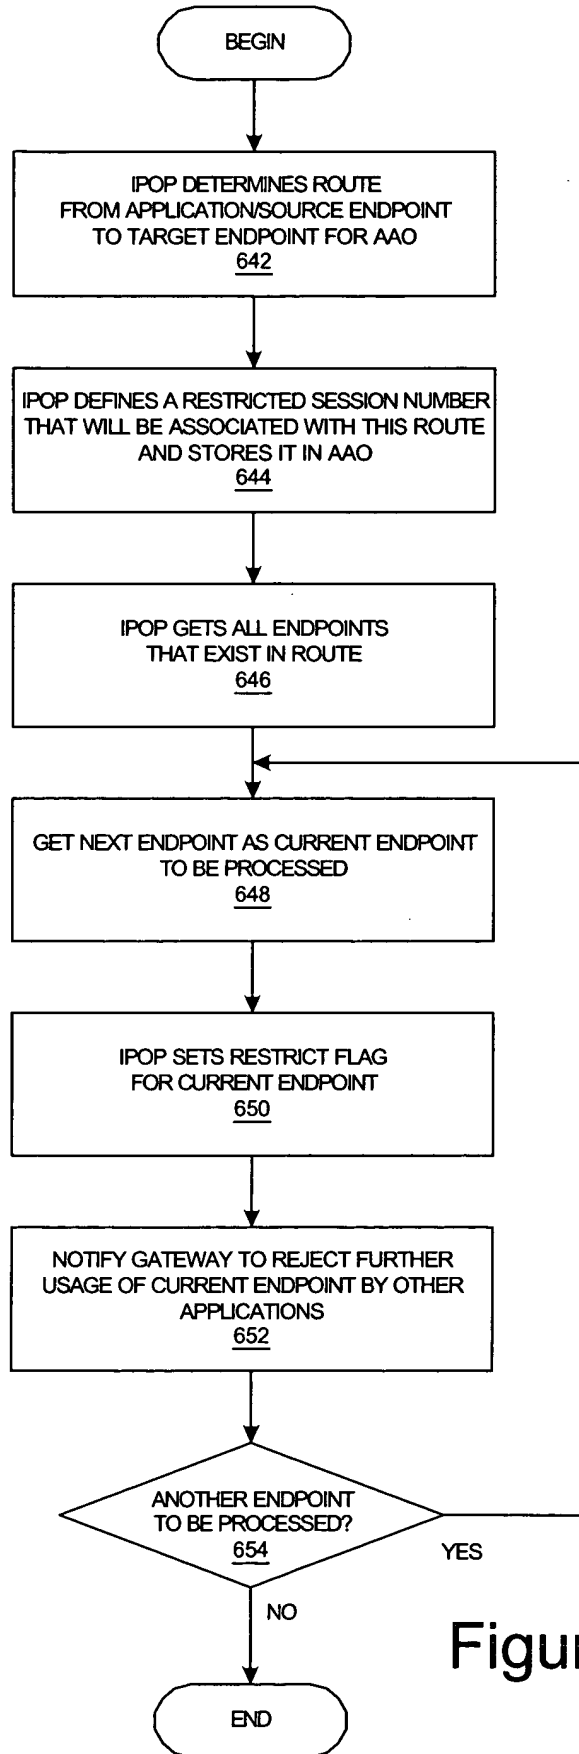 BEGIN
IPOP DETERMINES ROUTE
FROM APPLICATION/SOURCE ENDPOINT
TO TARGET ENDPOINT FOR AAO
642
IPOP DEFINES A RESTRICTED SESSION NUMBER
THAT WILL BE ASSOCIATED WITH THIS ROUTE
AND STORES IT IN AAO
644
IPOP GETS ALL ENDPOINTS
THAT EXIST IN ROUTE
646
GET NEXT ENDPOINT AS CURRENT ENDPOINT
TO BE PROCESSED
648
IPOP SETS RESTRICT FLAG
FOR CURRENT ENDPOINT
650
NOTIFY GATEWAY TO REJECT FURTHER
USAGE OF CURRENT ENDPOINT BY OTHER
APPLICATIONS
652
ANOTHER ENDPOINT
TO BE PROCESSED?
654
YES
NO
END